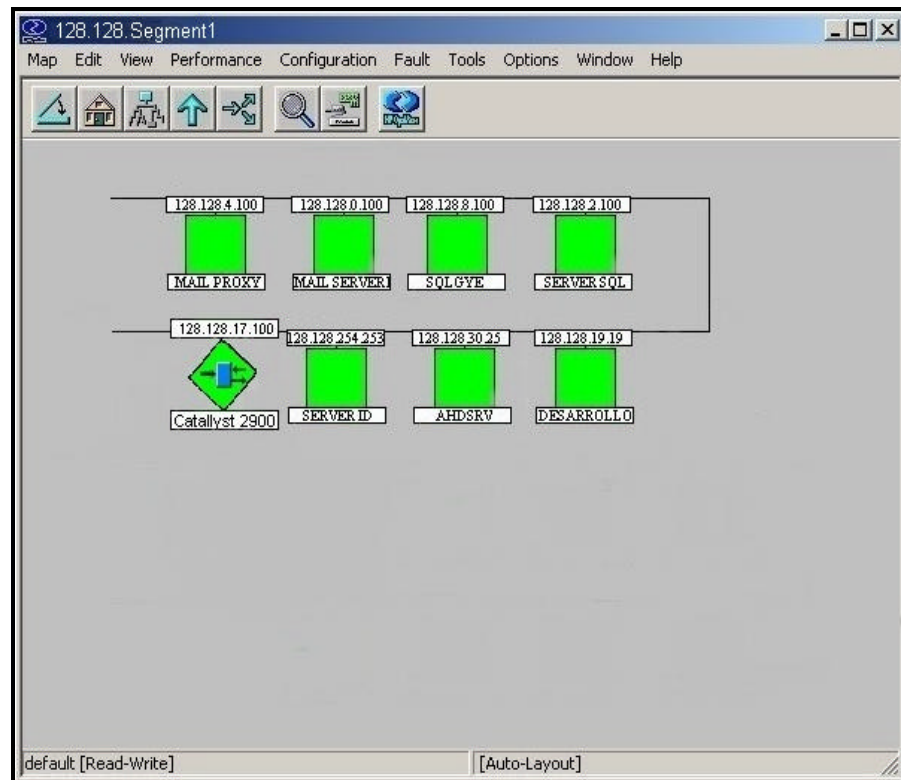 128.128.Segment1
Map Edit View Performance Configuration Fault Tools Options Window Help
128.128.4.100 128.128.0.100 128.128.8.100 128.128.2.100
MAIL PROXY MAIL SERVER1 SQLGYE SERVER SQL
128.128.17.100 128.128.254.253 128.128.30.25 128.128.19.19
Catallyst 2900 SERVER ID AHDSRV DESARROLLO
default [Read-Write] [Auto-Layout]